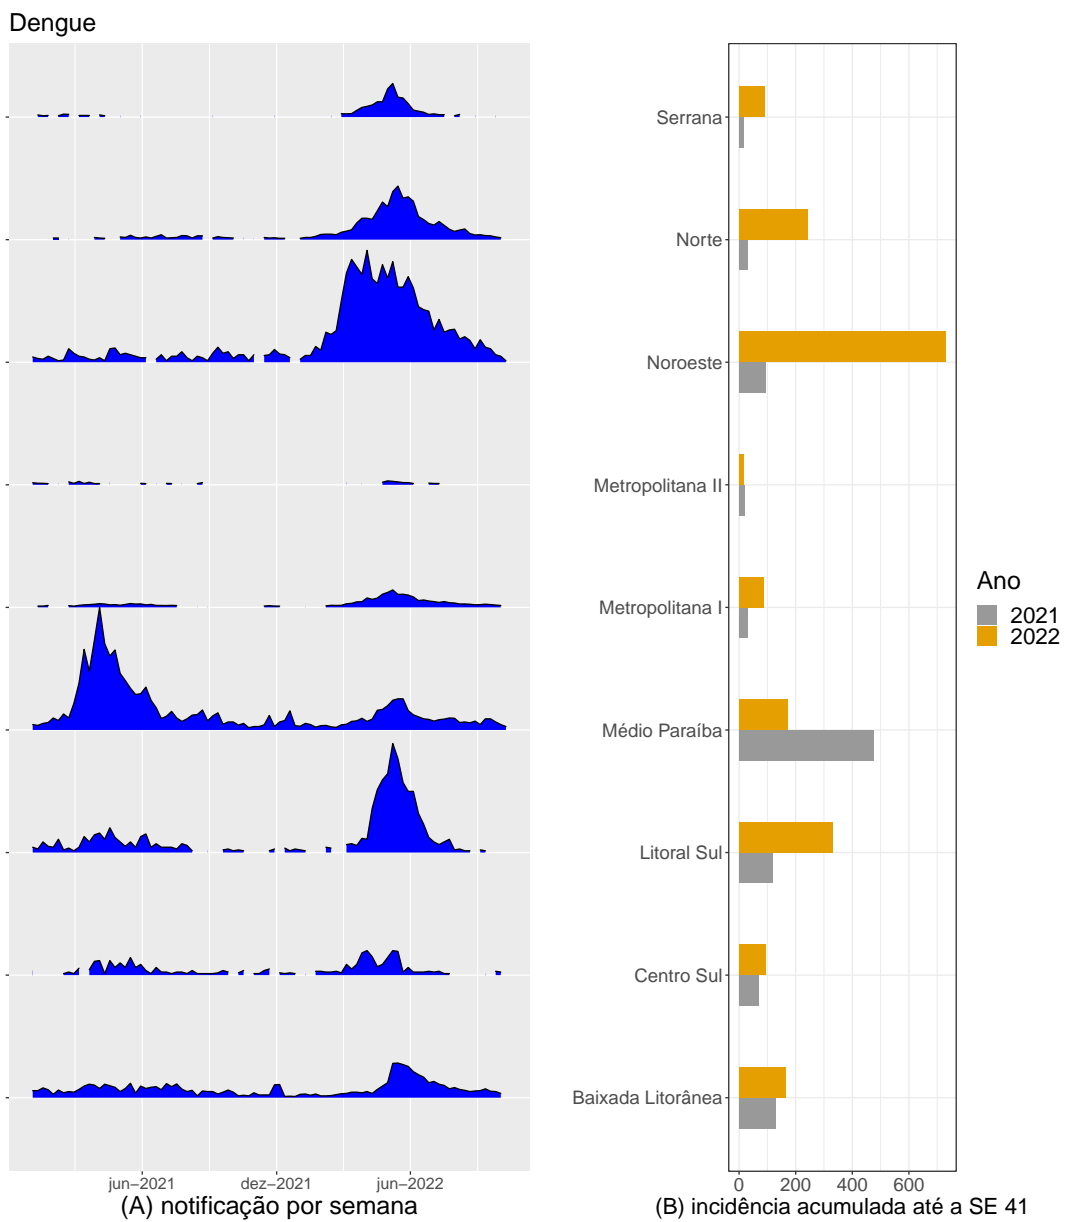 Dengue
Serrana
Norte
Noroeste
Metropolitana II
Metropolitana I
Médio Paraíba
Litoral Sul
Centro Sul
Baixada Litorânea
Ano
2021
2022
jun–2021 dez–2021 jun–2022
0 200 400 600
(A) notificação por semana
(B) incidência acumulada até a SE 41